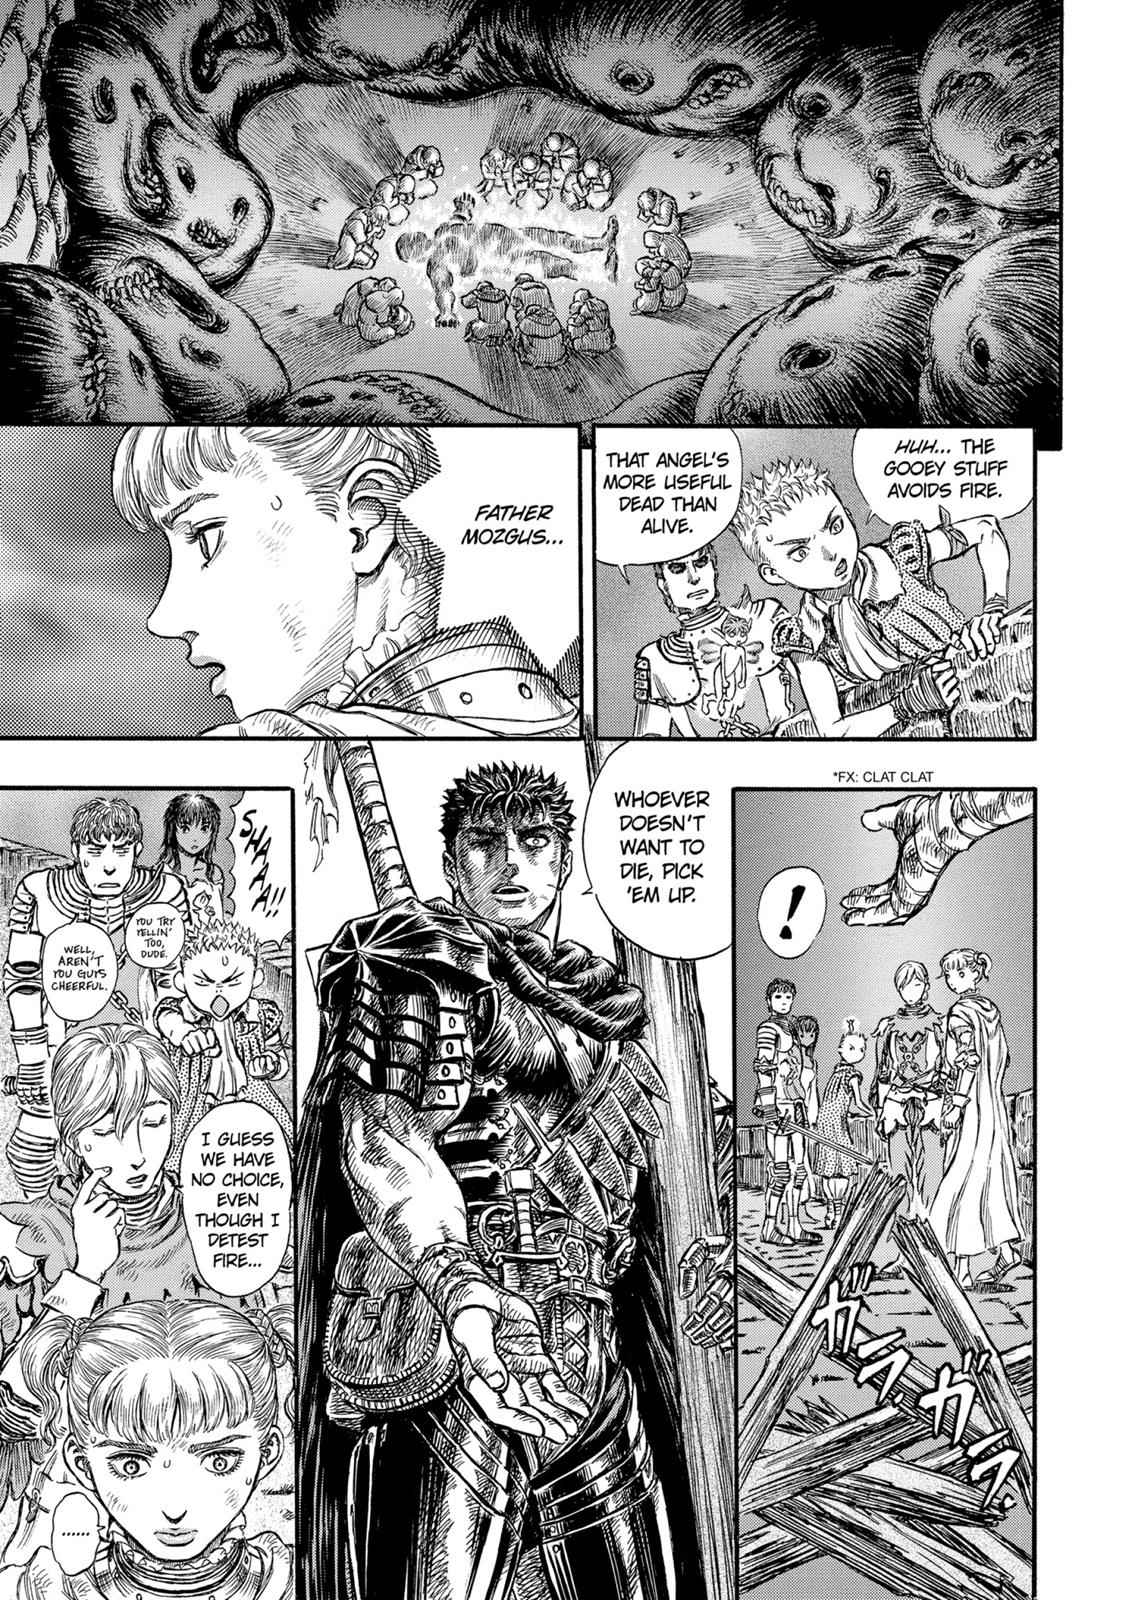 HUH... THE
GOOEY STUFF
AVOIDS FIRE.
THAT ANGEL'S
MORE USEFUL
DEAD THAN
ALIVE.
FATHER
MOZGUS...
*FX: CLAT CLAT
!
ガラガラ
WHOEVER
DOESN'T
WANT TO
DIE, PICK
'EM UP.
SHAAA!!
YOU TRY
YELLIN'
TOO,
DUDE.
WELL,
AREN'T
YOU GUYS
CHEERFUL.
I GUESS
WE HAVE
NO CHOICE,
EVEN
THOUGH I
DETEST
FIRE...
......